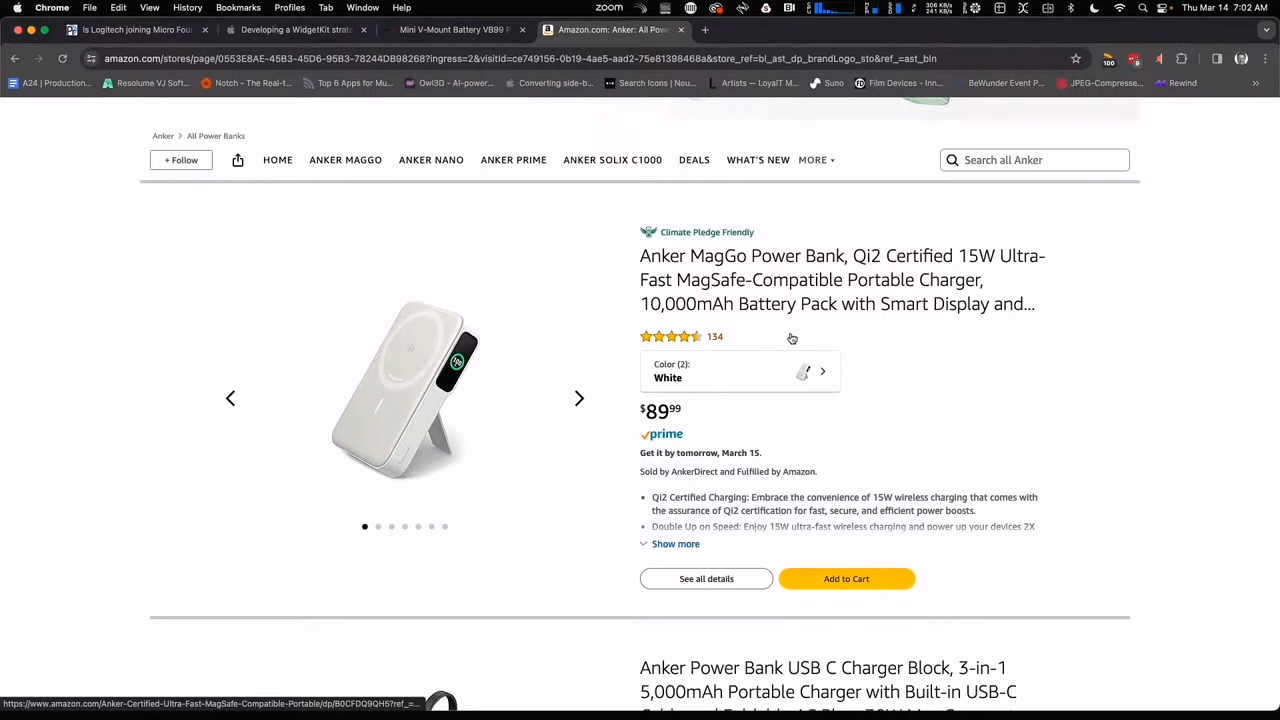 Chrome File Edit View History Bookmarks Profiles Tab Window Help
ZOOM
306 KB/s
241 KB/s
Thu Mar 14 7:02 AM
Is Logitech joining Micro Four
Developing a WidgetKit strate
Mini V-Mount Battery VB99 P
Amazon.com: Anker: All Pow
amazon.com/stores/page/0553E8AE-45B3-45D6-95B3-78244DB98268?ingress=2&visitId=ce749156-0b19-4ae5-aad2-75e81398468a&store_ref=bl_ast_dp_brandLogo_sto&ref_=ast_bln
100
9
A24 | Production...
Resolume VJ Softw...
Notch - The Real-t...
Top 6 Apps for Mu...
Owl3D - AI-power...
Converting side-b...
Search Icons | Nou...
Artists — LoyalT M...
Suno
Film Devices - Inn...
BeWunder Event P...
JPEG-Compresse...
Rewind
»
Anker > All Power Banks
+ Follow
HOME
ANKER MAGGO
ANKER NANO
ANKER PRIME
ANKER SOLIX C1000
DEALS
WHAT'S NEW
MORE
Search all Anker
Climate Pledge Friendly
Anker MagGo Power Bank, Qi2 Certified 15W Ultra-
Fast MagSafe-Compatible Portable Charger,
10,000mAh Battery Pack with Smart Display and...
134
Color (2):
White
$89.99
prime
Get it by tomorrow, March 15.
Sold by AnkerDirect and Fulfilled by Amazon.
• Qi2 Certified Charging: Embrace the convenience of 15W wireless charging that comes with
the assurance of Qi2 certification for fast, secure, and efficient power boosts.
• Double Up on Speed: Enjoy 15W ultra-fast wireless charging and power up your devices 2X
Show more
See all details
Add to Cart
100
Anker Power Bank USB C Charger Block, 3-in-1
5,000mAh Portable Charger with Built-in USB-C
https://www.amazon.com/Anker-Certified-Ultra-Fast-MagSafe-Compatible-Portable/dp/B0CFDQ9QH5?ref_=...